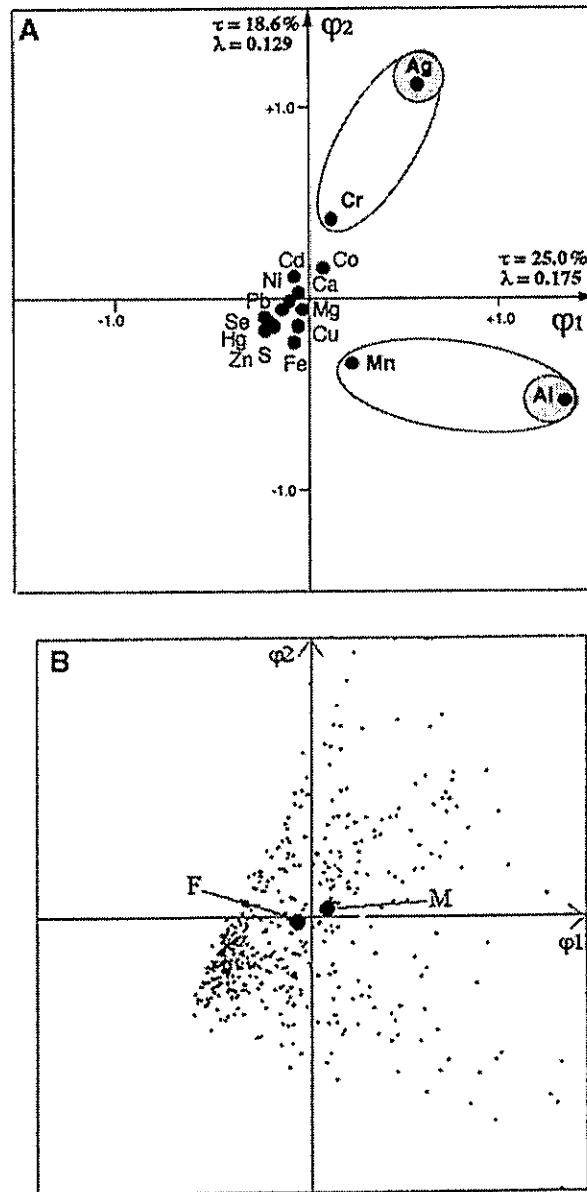 A
τ = 18.6%
λ = 0.129
φ2
Ag
+1.0
Cr
Cd
Co
Ni
Ca
τ = 25.0%
λ = 0.175
Pb
Mg
-1.0
+1.0
φ1
Se
Hg
Cu
Zn
S
Fe
Mn
Al
-1.0
B
φ2
F
M
φ1